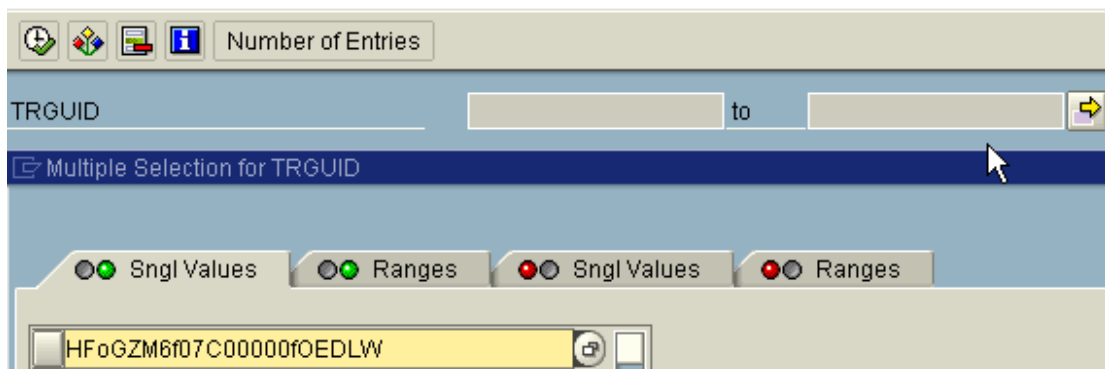 Number of Entries
TRGUID to
Multiple Selection for TRGUID
Sngl Values Ranges Sngl Values Ranges
HFoGZM6f07C00000fOEDLW